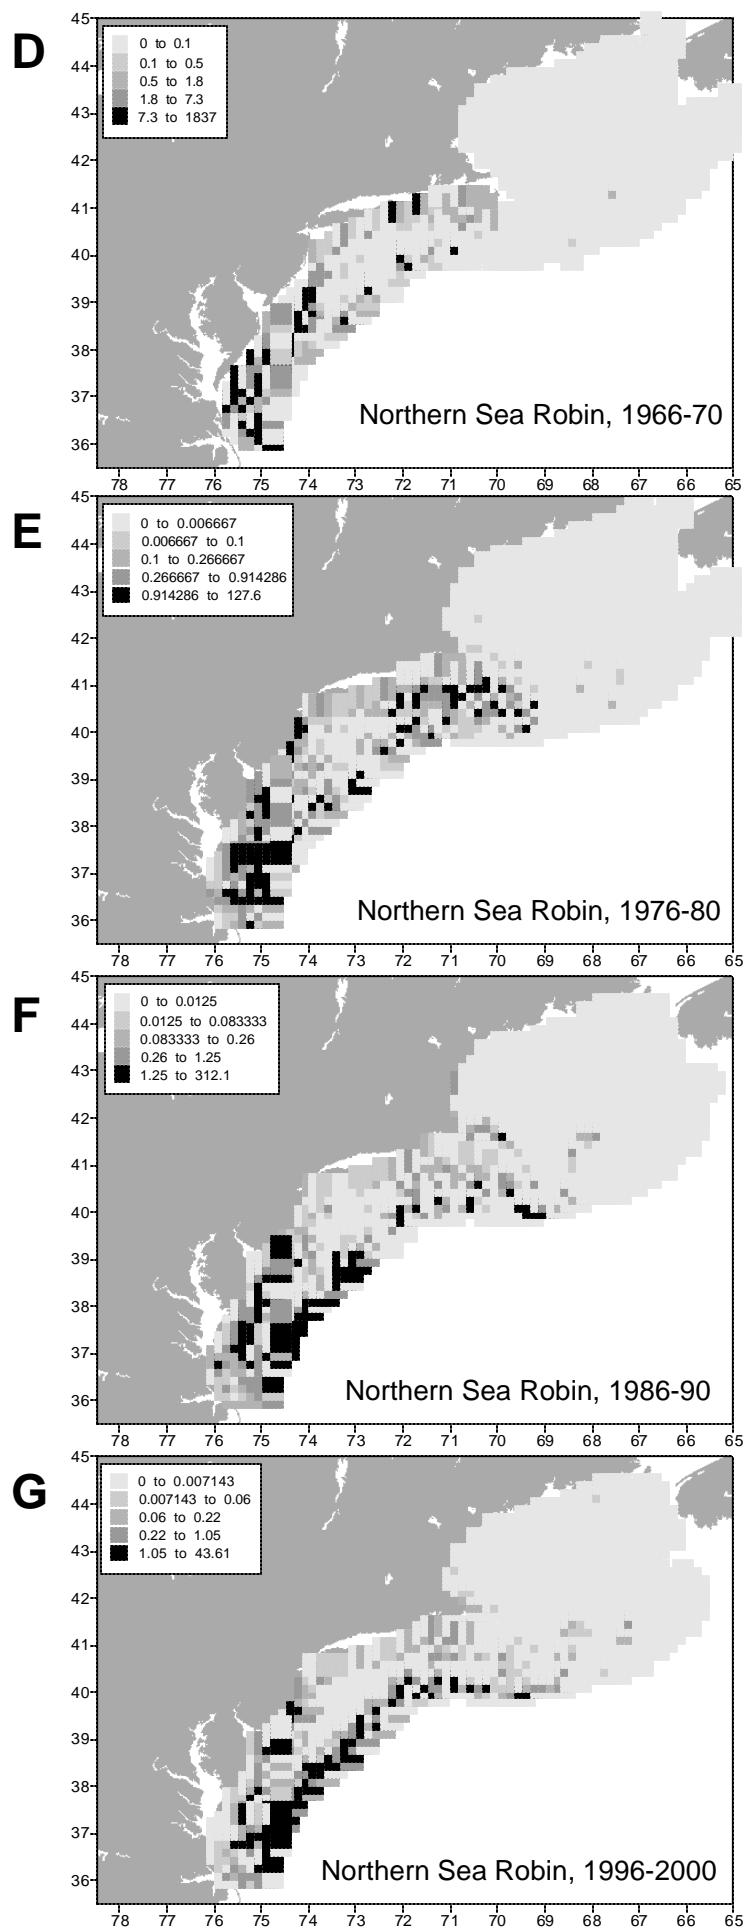 D
45
44
43
42
41
40
39
38
37
36
0 to 0.1
0.1 to 0.5
0.5 to 1.8
1.8 to 7.3
7.3 to 1837
Northern Sea Robin, 1966-70
78 77 76 75 74 73 72 71 70 69 68 67 66 65
E
45
44
43
42
41
40
39
38
37
36
0 to 0.006667
0.006667 to 0.1
0.1 to 0.266667
0.266667 to 0.914286
0.914286 to 127.6
Northern Sea Robin, 1976-80
78 77 76 75 74 73 72 71 70 69 68 67 66 65
F
45
44
43
42
41
40
39
38
37
36
0 to 0.0125
0.0125 to 0.083333
0.083333 to 0.26
0.26 to 1.25
1.25 to 312.1
Northern Sea Robin, 1986-90
78 77 76 75 74 73 72 71 70 69 68 67 66 65
G
45
44
43
42
41
40
39
38
37
36
0 to 0.007143
0.007143 to 0.06
0.06 to 0.22
0.22 to 1.05
1.05 to 43.61
Northern Sea Robin, 1996-2000
78 77 76 75 74 73 72 71 70 69 68 67 66 65